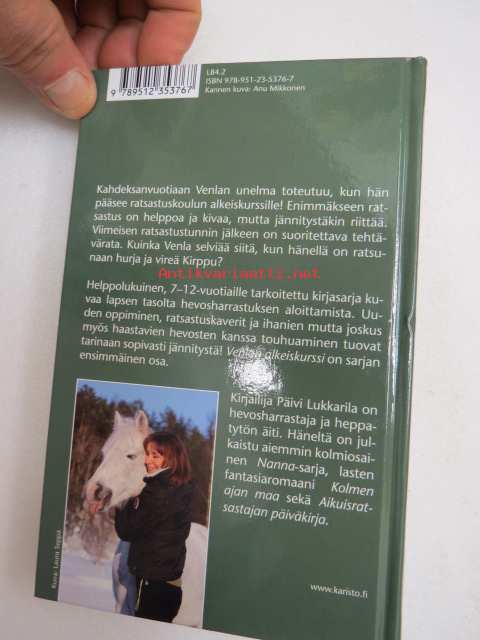 L84.2
ISBN 978-951-23-5376-7
Kannen kuva: Anu Mikkonen
9 789512 353767
Kahdeksanvuotiaan Venlan unelma toteutuu, kun hän
pääsee ratsastuskoulun alkeiskurssille! Enimmäkseen rat-
sastus on helppoa ja kivaa, mutta jännitystäkin riittää.
Viimeisen ratsastustunnin jälkeen on suoritettava tehtä-
värata. Kuinka Venla selviää siitä, kun hänellä on ratsu-
naan hurja ja vireä Kirppu?
Antikvariaatti.net
Helppolukuinen, 7–12-vuotiaille tarkoitettu kirjasarja ku-
vaa lapsen tasolta hevosharrastuksen aloittamista. Uu-
den oppiminen, ratsastuskaverit ja ihanien mutta joskus
myös haastavien hevosten kanssa touhuaminen tuovat
tarinaan sopivasti jännitystä! Venlan alkeiskurssi on sarjan
ensimmäinen osa.
Kirjailija Päivi Lukkarila on
hevosharrastaja ja heppa-
tytön äiti. Häneltä on jul-
kaistu aiemmin kolmiosai-
nen Nanna-sarja, lasten
fantasiaromaani Kolmen
ajan maa sekä Aikuisrat-
sastajan päiväkirja.
Kuva: Laura Seppä
www.karisto.fi